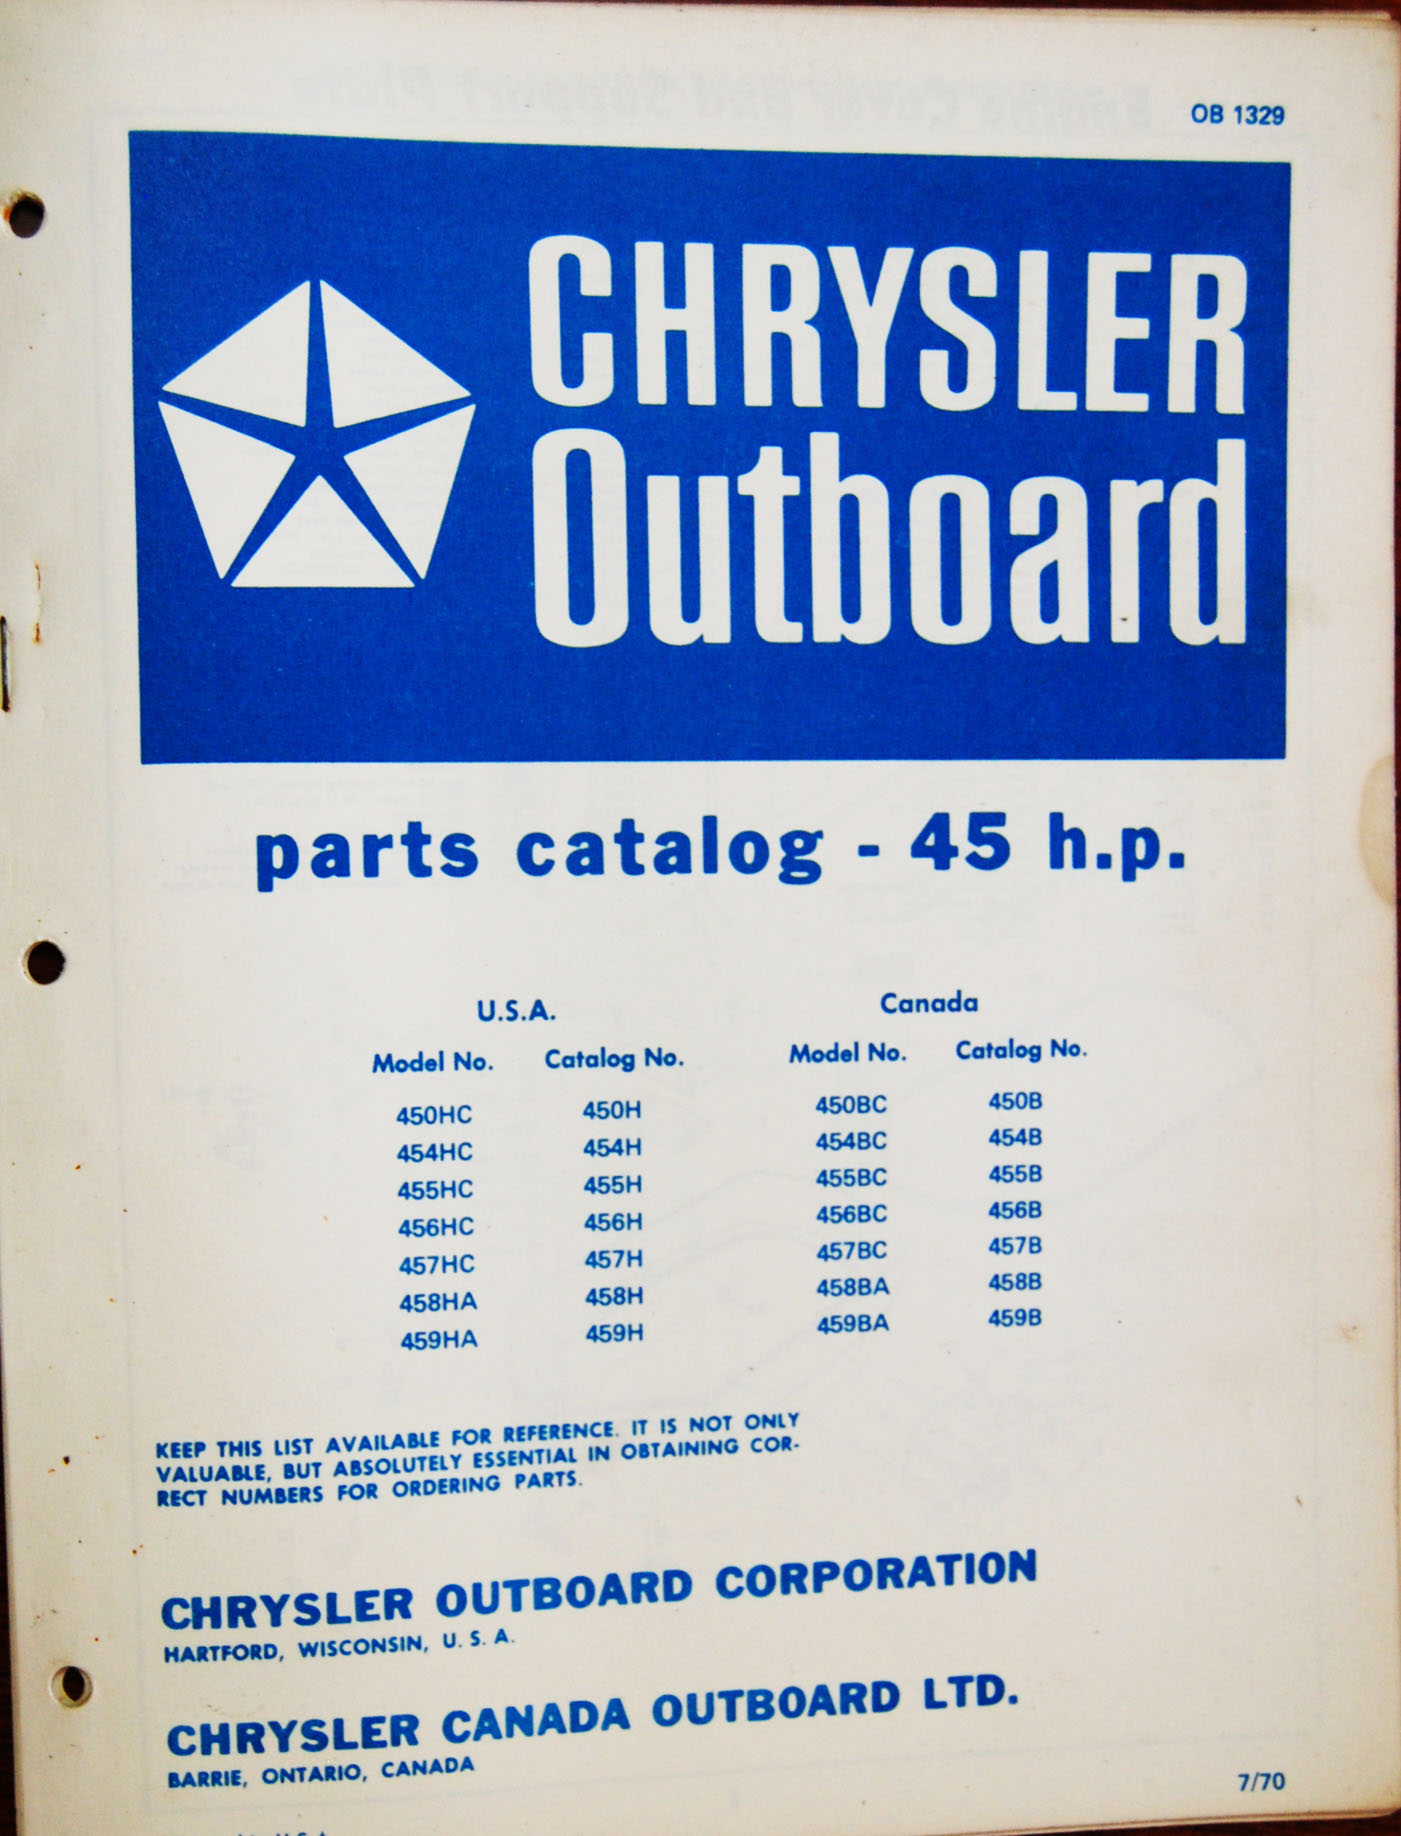 OB 1329
CHRYSLER
Outboard
parts catalog - 45 h.p.
U.S.A. Canada
Model No. Catalog No. Model No. Catalog No.
450HC 450H 450BC 450B
454HC 454H 454BC 454B
455HC 455H 455BC 455B
456HC 456H 456BC 456B
457HC 457H 457BC 457B
458HA 458H 458BA 458B
459HA 459H 459BA 459B
KEEP THIS LIST AVAILABLE FOR REFERENCE. IT IS NOT ONLY
VALUABLE, BUT ABSOLUTELY ESSENTIAL IN OBTAINING COR-
RECT NUMBERS FOR ORDERING PARTS.
CHRYSLER OUTBOARD CORPORATION
HARTFORD, WISCONSIN, U. S. A.
CHRYSLER CANADA OUTBOARD LTD.
BARRIE, ONTARIO, CANADA
7/70